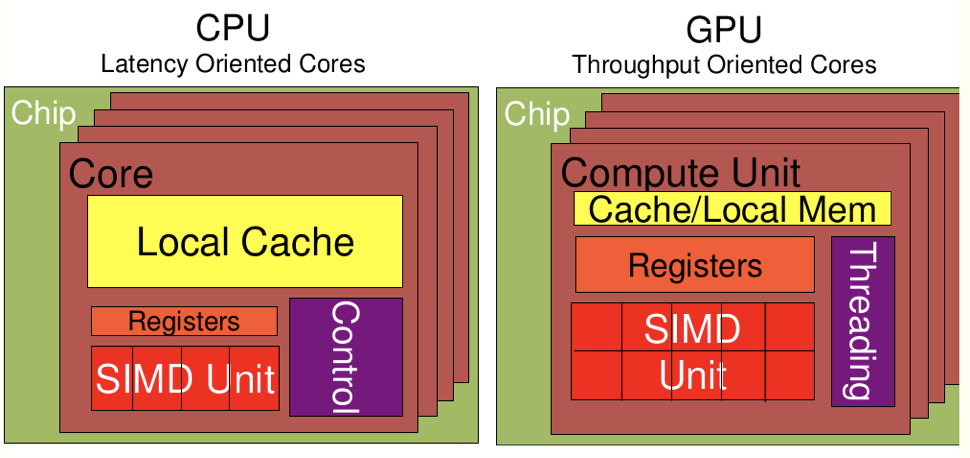 CPU
Latency Oriented Cores
Chip
Core
Local Cache
Registers
SIMD Unit
Control
GPU
Throughput Oriented Cores
Chip
Compute Unit
Cache/Local Mem
Registers
SIMD
Unit
Threading